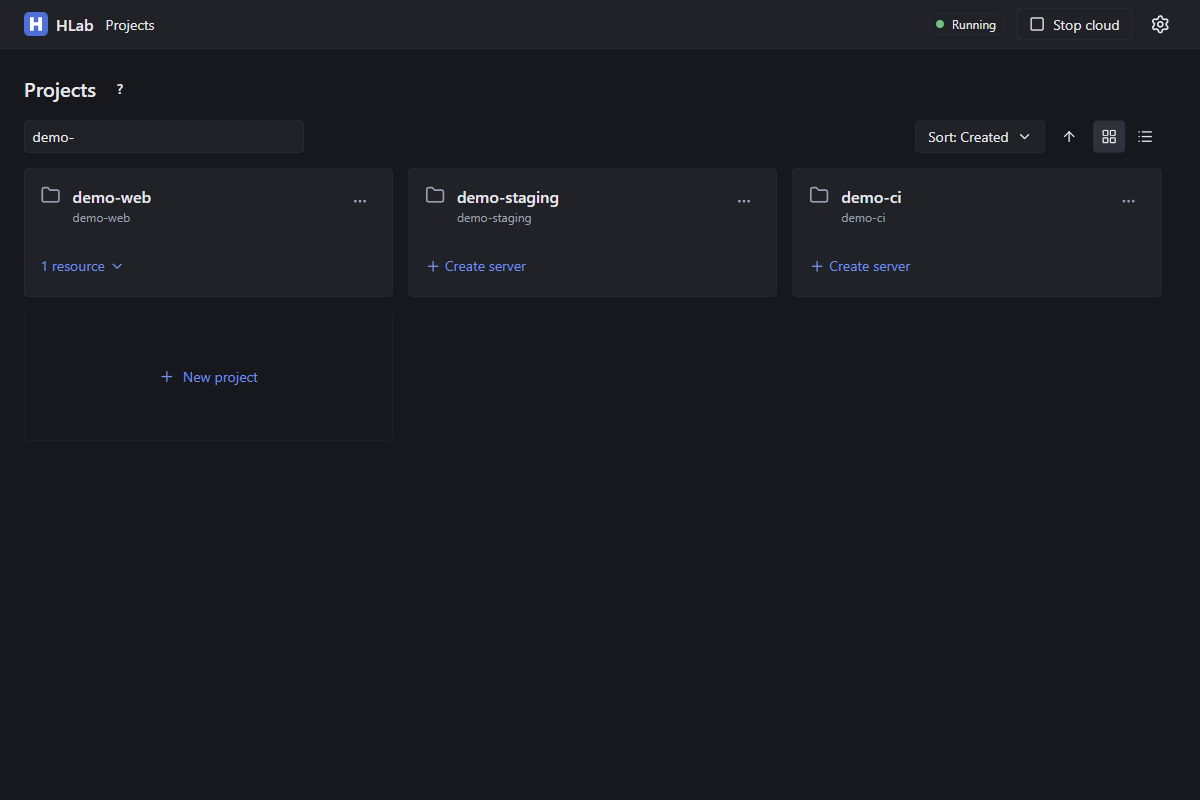 H HLab Projects Running Stop cloud
Projects ?
demo- Sort: Created
demo-web ...
demo-web
1 resource
demo-staging ...
demo-staging
+ Create server
demo-ci ...
demo-ci
+ Create server
+ New project